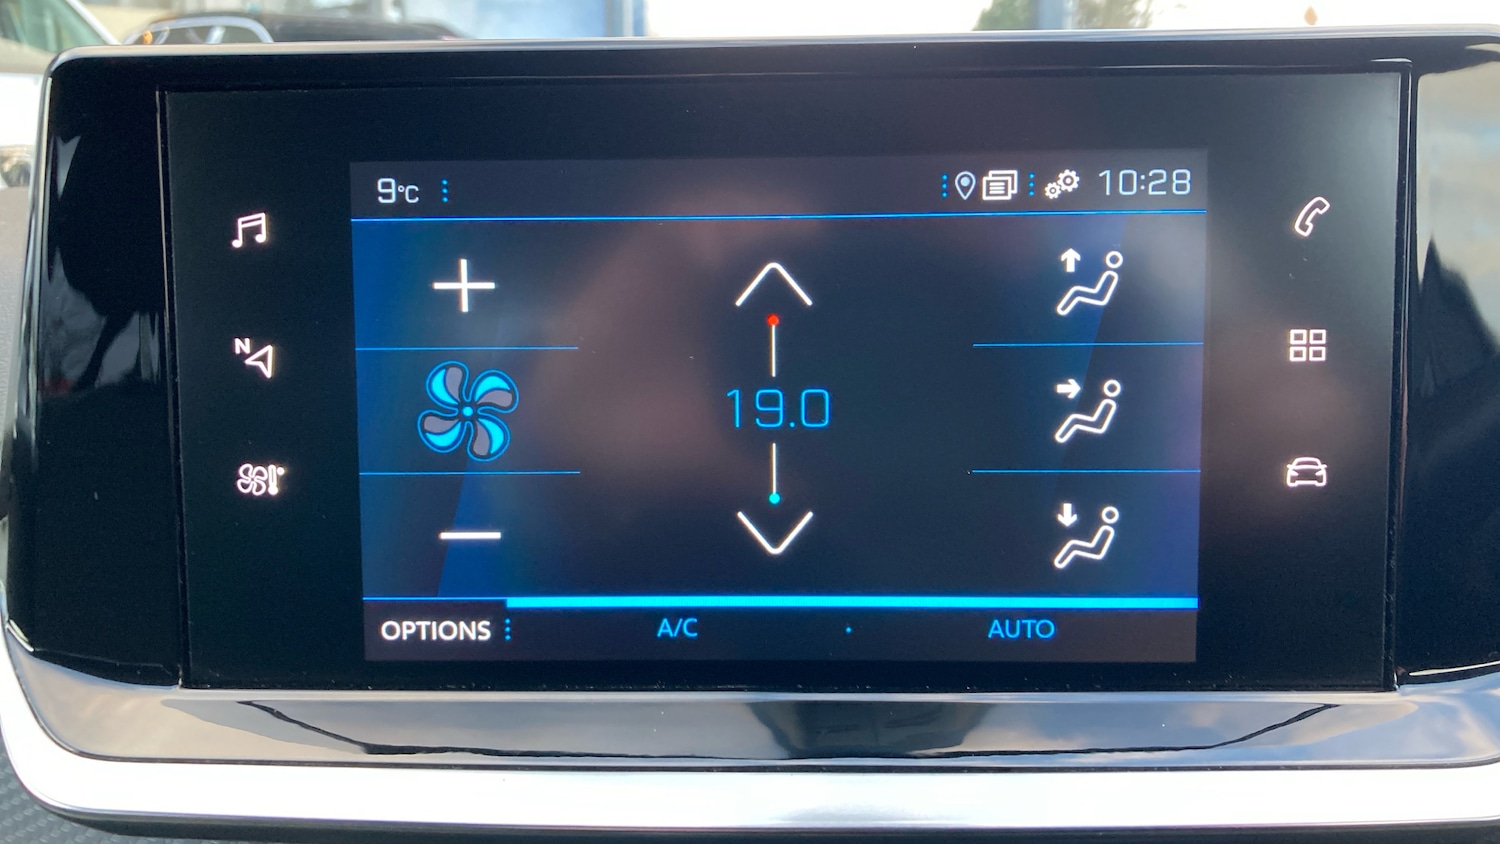 9°C
10:28
N
19.0
OPTIONS
A/C
AUTO